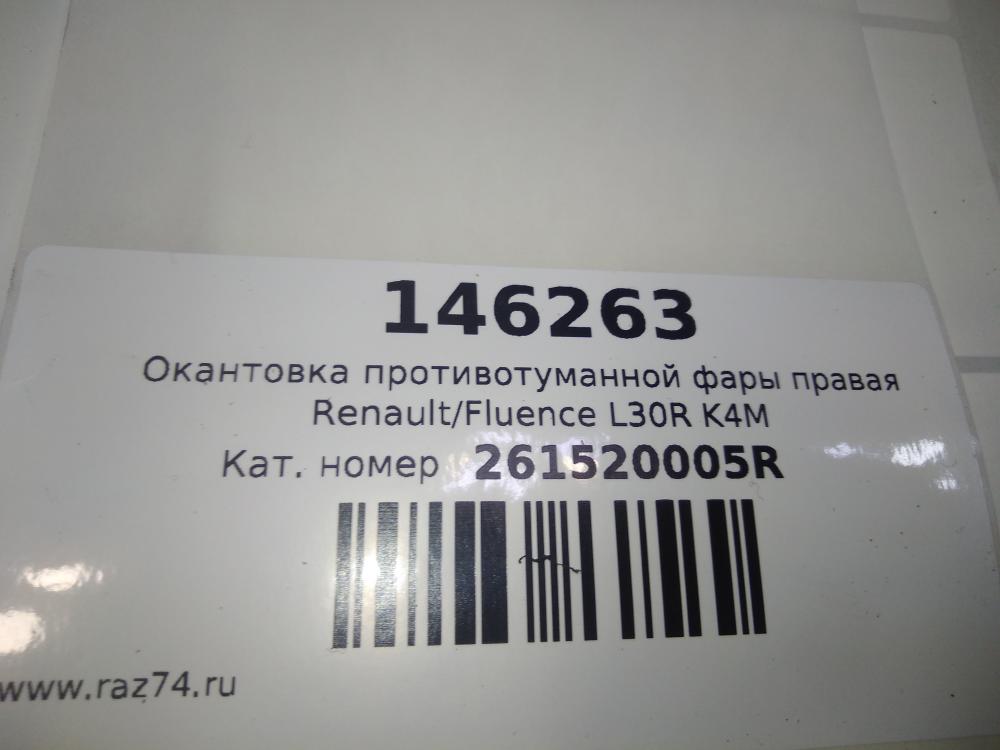 146263
Окантовка противотуманной фары правая
Renault/Fluence L30R K4M
Кат. номер 261520005R
www.raz74.ru